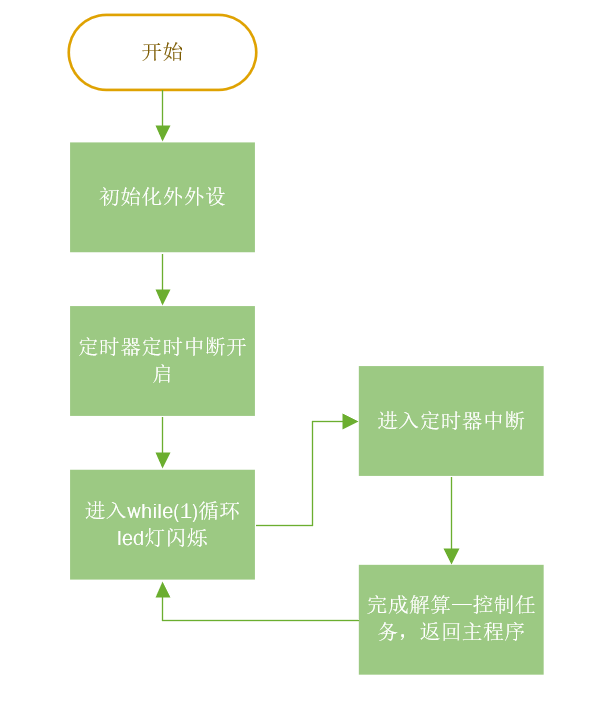 开始
初始化外外设
定时器定时中断开
启
进入while(1)循环
led灯闪烁
进入定时器中断
完成解算—控制任
务，返回主程序